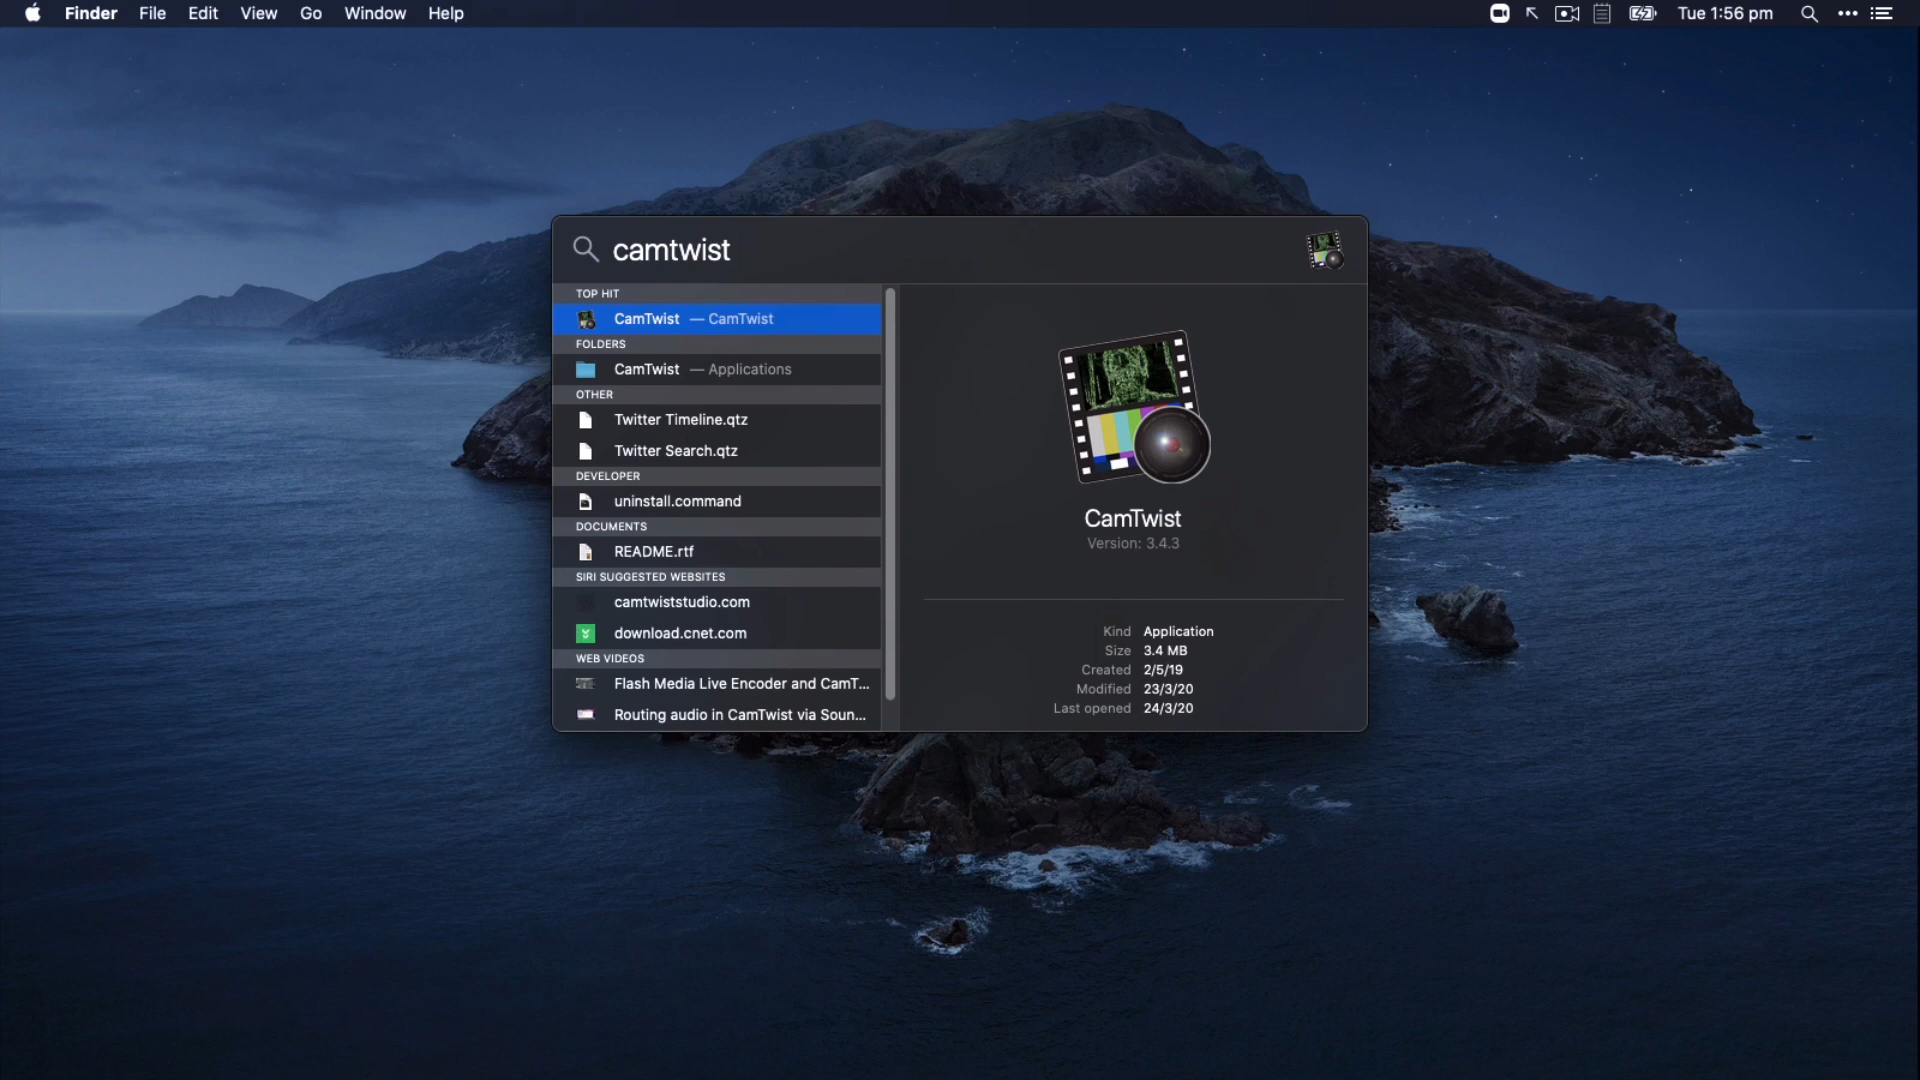 Finder File Edit View Go Window Help Tue 1:56 pm
camtwist
TOP HIT
CamTwist — CamTwist
FOLDERS
CamTwist — Applications
OTHER
Twitter Timeline.qtz
Twitter Search.qtz
DEVELOPER
uninstall.command
DOCUMENTS
README.rtf
SIRI SUGGESTED WEBSITES
camtwiststudio.com
download.cnet.com
WEB VIDEOS
Flash Media Live Encoder and CamT...
Routing audio in CamTwist via Soun...
CamTwist
Version: 3.4.3
Kind Application
Size 3.4 MB
Created 2/5/19
Modified 23/3/20
Last opened 24/3/20